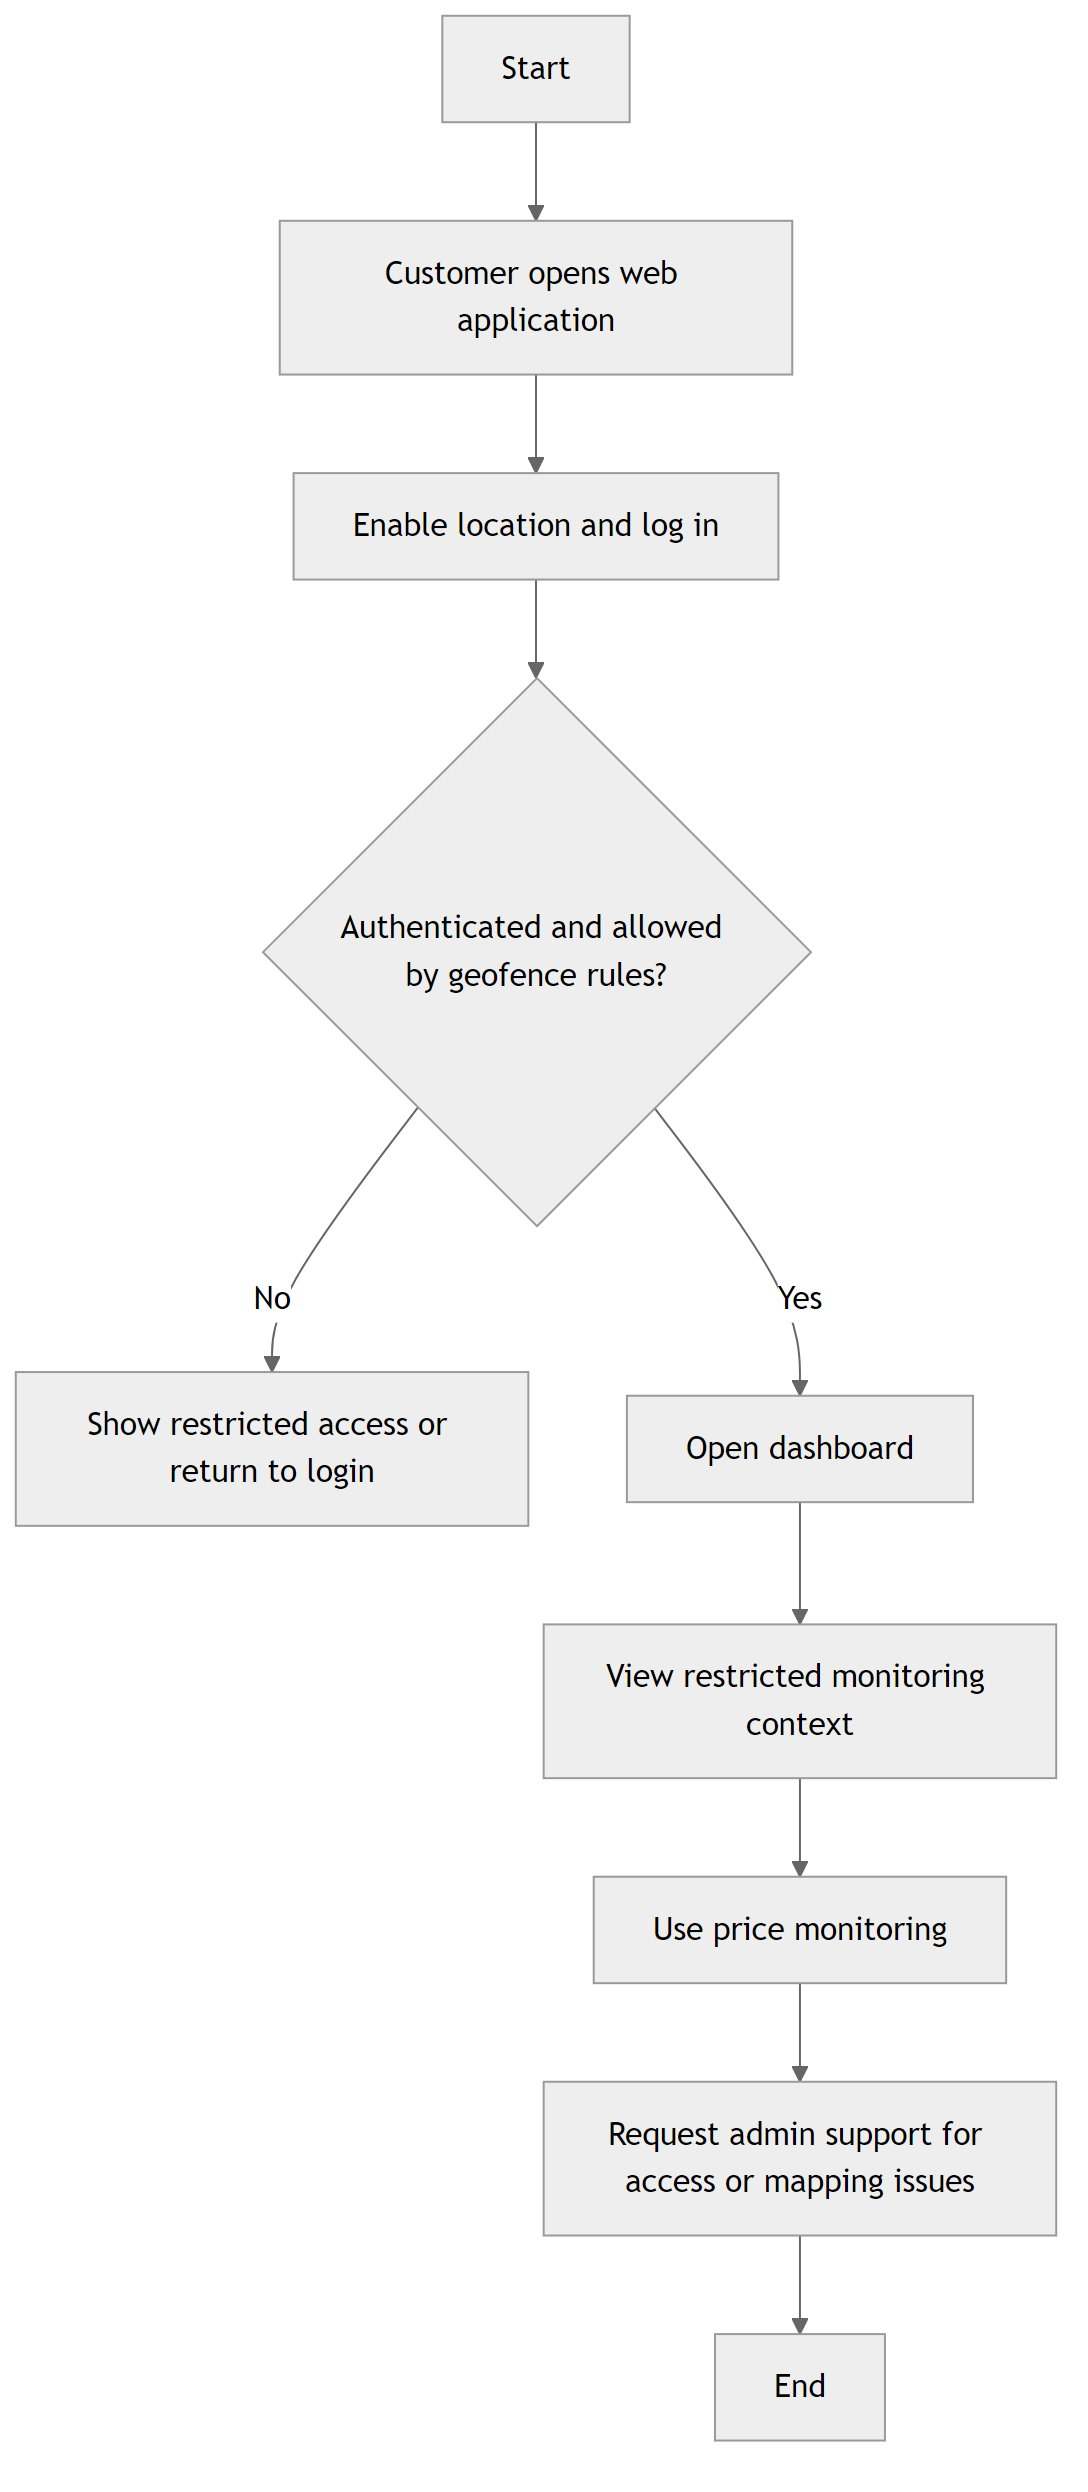 Start
Customer opens web
application
Enable location and log in
Authenticated and allowed
by geofence rules?
No
Yes
Show restricted access or
return to login
Open dashboard
View restricted monitoring
context
Use price monitoring
Request admin support for
access or mapping issues
End